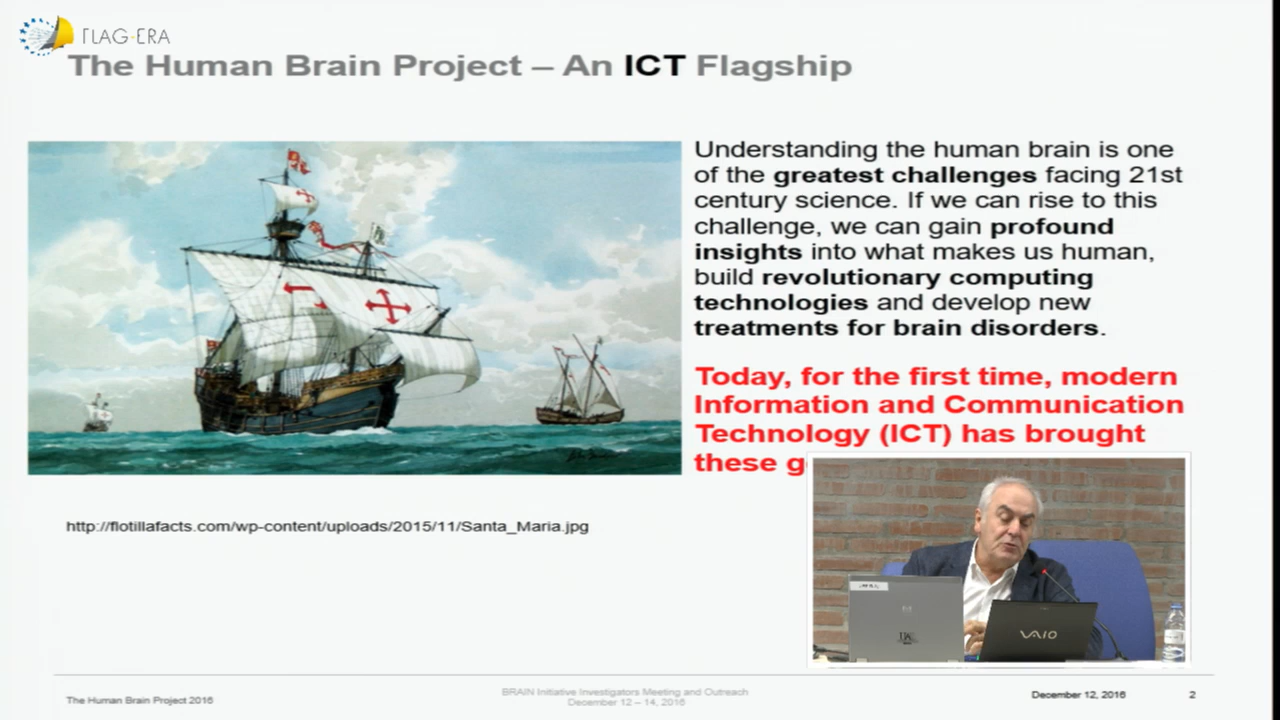 FLAG-ERA
The Human Brain Project – An ICT Flagship
Understanding the human brain is one
of the greatest challenges facing 21st
century science. If we can rise to this
challenge, we can gain profound
insights into what makes us human,
build revolutionary computing
technologies and develop new
treatments for brain disorders.
Today, for the first time, modern
Information and Communication
Technology (ICT) has brought
these g
http://flotillafacts.com/wp-content/uploads/2015/11/Santa_Maria.jpg
VAIO
The Human Brain Project 2016
BRAIN Initiative Investigators Meeting and Outreach
December 12 – 14, 2016
December 12, 2016
2